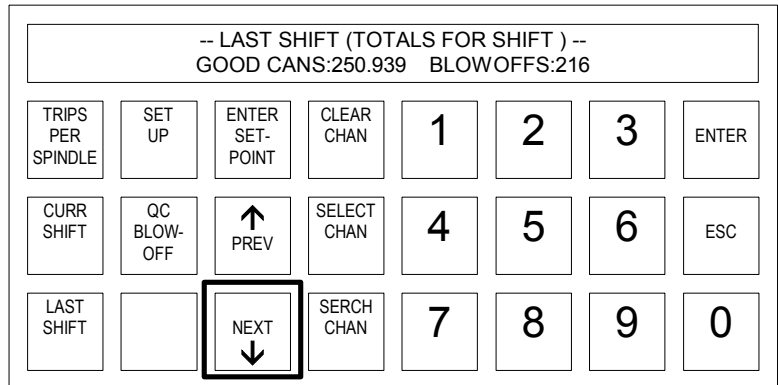 -- LAST SHIFT (TOTALS FOR SHIFT ) --
GOOD CANS:250.939 BLOWOFFS:216
TRIPS
PER
SPINDLE
SET
UP
ENTER
SET-
POINT
CLEAR
CHAN
1
2
3
ENTER
CURR
SHIFT
QC
BLOW-
OFF
PREV
SELECT
CHAN
4
5
6
ESC
LAST
SHIFT
NEXT
SERCH
CHAN
7
8
9
0